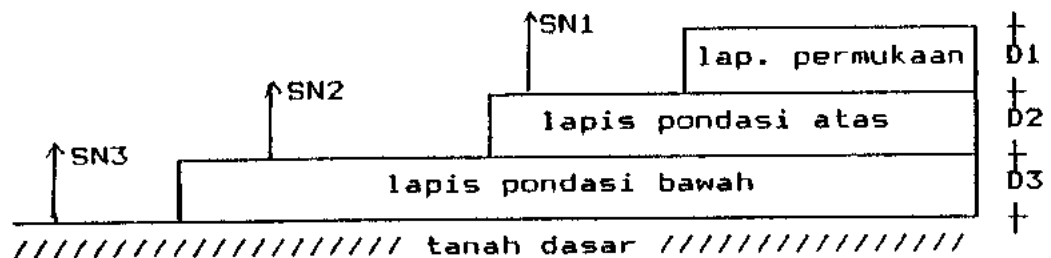 SN1
lap. permukaan
D1
SN2
lapis pondasi atas
D2
SN3
lapis pondasi bawah
D3
tanah dasar